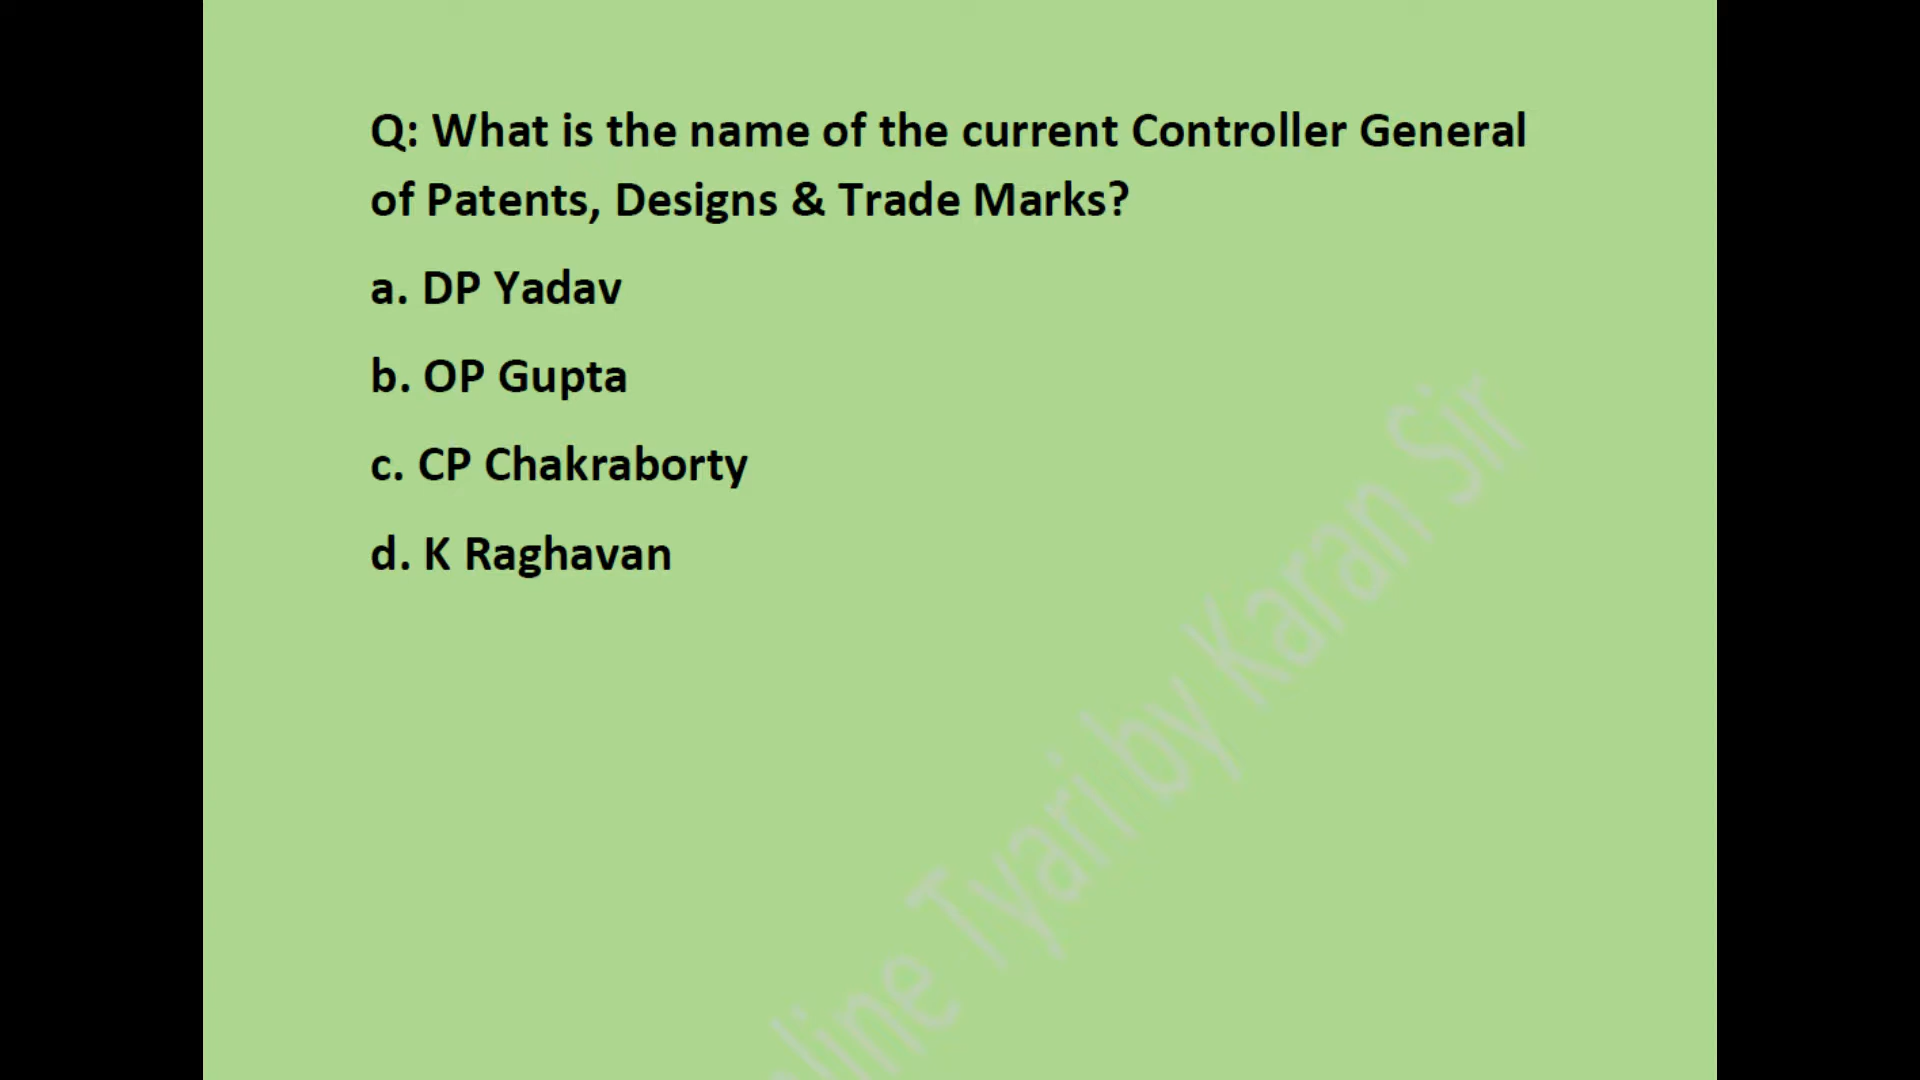 Q: What is the name of the current Controller General
of Patents, Designs & Trade Marks?
a. DP Yadav
b. OP Gupta
c. CP Chakraborty
d. K Raghavan
Tyari by Karan Sir